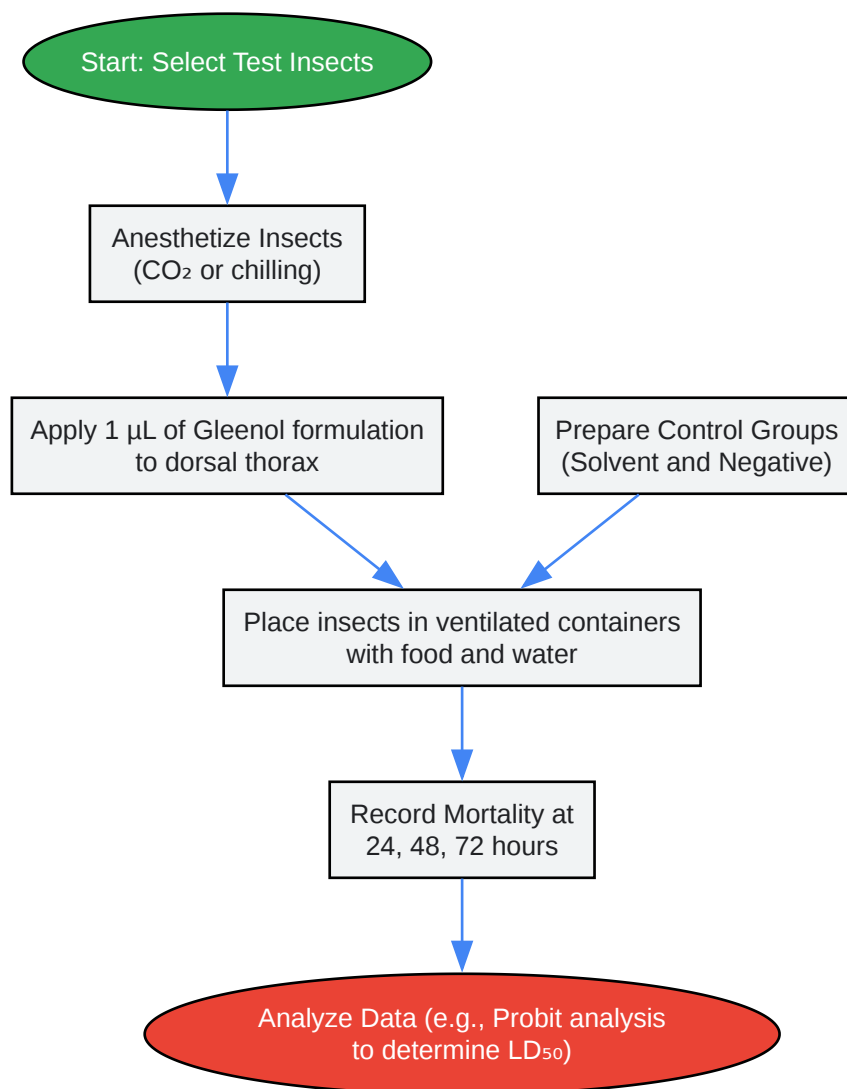 Start: Select Test Insects
Anesthetize Insects
(CO₂ or chilling)
Apply 1 µL of Gleenol formulation
to dorsal thorax
Prepare Control Groups
(Solvent and Negative)
Place insects in ventilated containers
with food and water
Record Mortality at
24, 48, 72 hours
Analyze Data (e.g., Probit analysis
to determine LD₅₀)